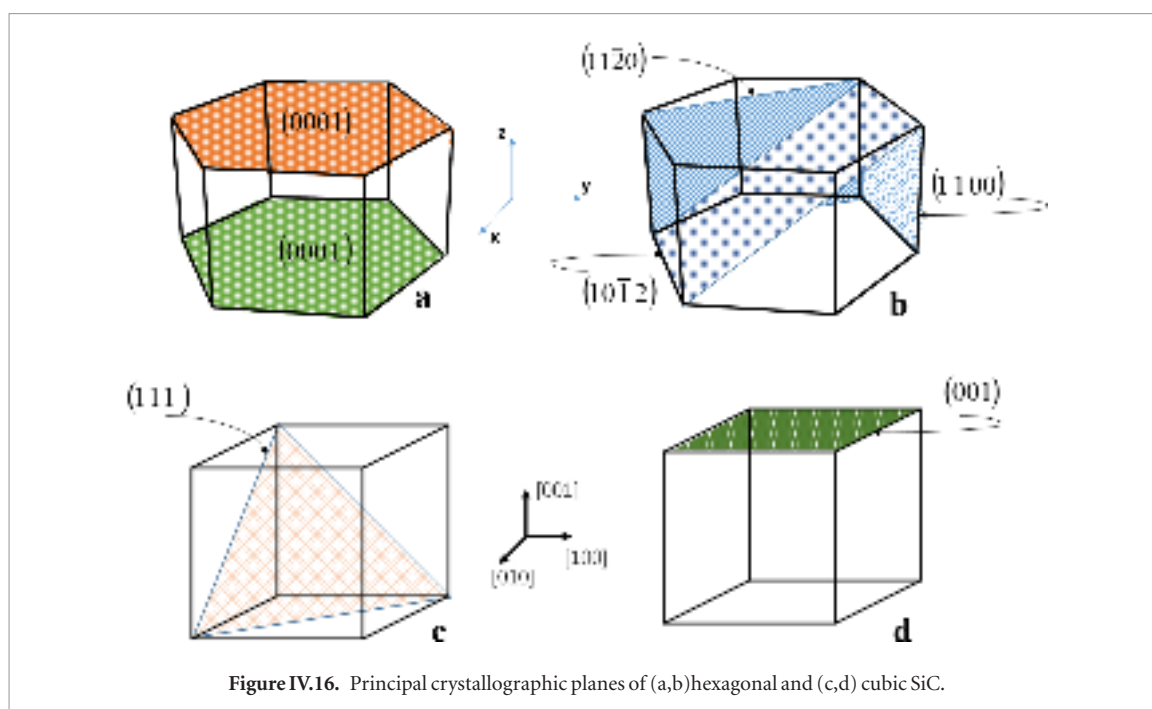 (0001)
(0001̄)
a
z
y
x
(112̄0)
(11̄00)
(101̄2)
b
(111)
c
[001]
[100]
[010]
(001)
d
Figure IV.16. Principal crystallographic planes of (a,b)hexagonal and (c,d) cubic SiC.